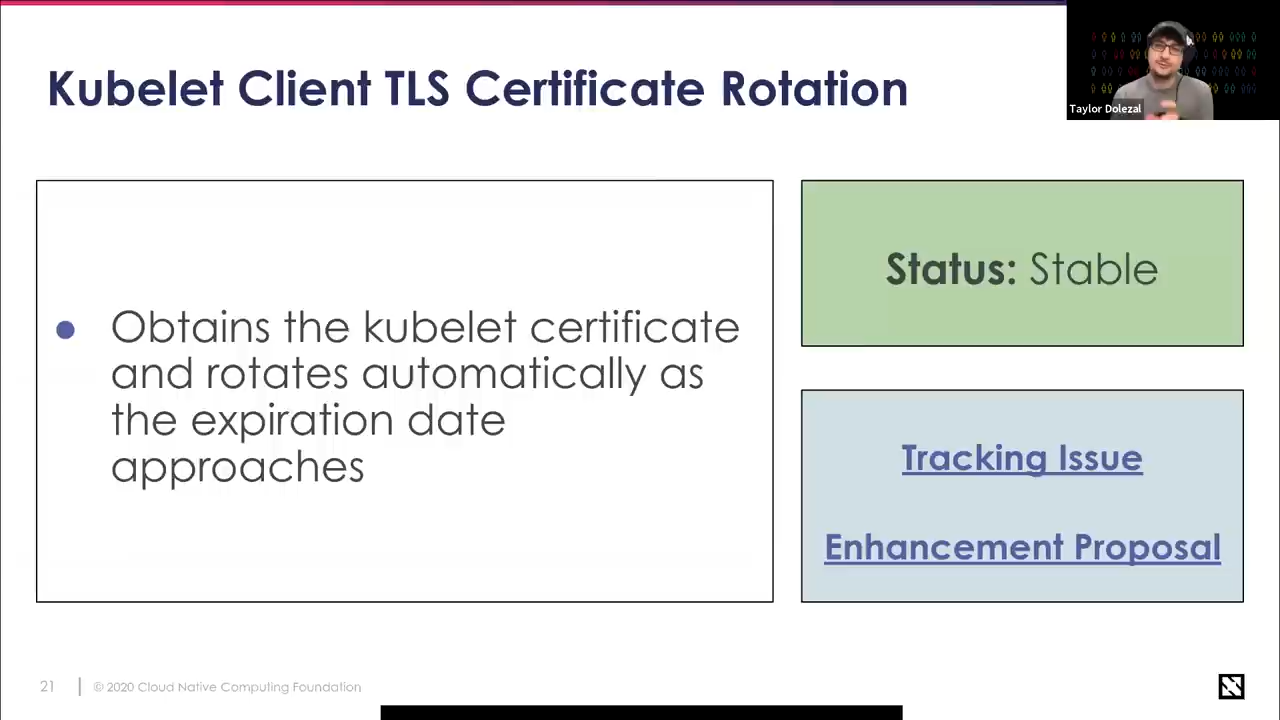 Kubelet Client TLS Certificate Rotation
Taylor Dolezal
● Obtains the kubelet certificate
and rotates automatically as
the expiration date
approaches
Status: Stable
Tracking Issue
Enhancement Proposal
21 | © 2020 Cloud Native Computing Foundation